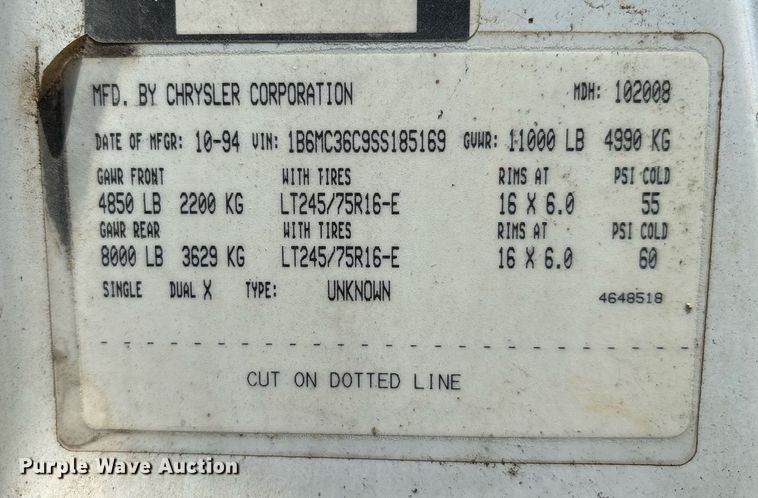 MFD. BY CHRYSLER CORPORATION MDH: 102008
DATE OF MFGR: 10-94 VIN: 1B6MC36C9SS185169 GVWR: 11000 LB 4990 KG
GAWR FRONT WITH TIRES RIMS AT PSI COLD
4850 LB 2200 KG LT245/75R16-E 16 X 6.0 55
GAWR REAR WITH TIRES RIMS AT PSI COLD
8000 LB 3629 KG LT245/75R16-E 16 X 6.0 60
SINGLE DUAL X TYPE: UNKNOWN 4648518
CUT ON DOTTED LINE
Purple Wave Auction